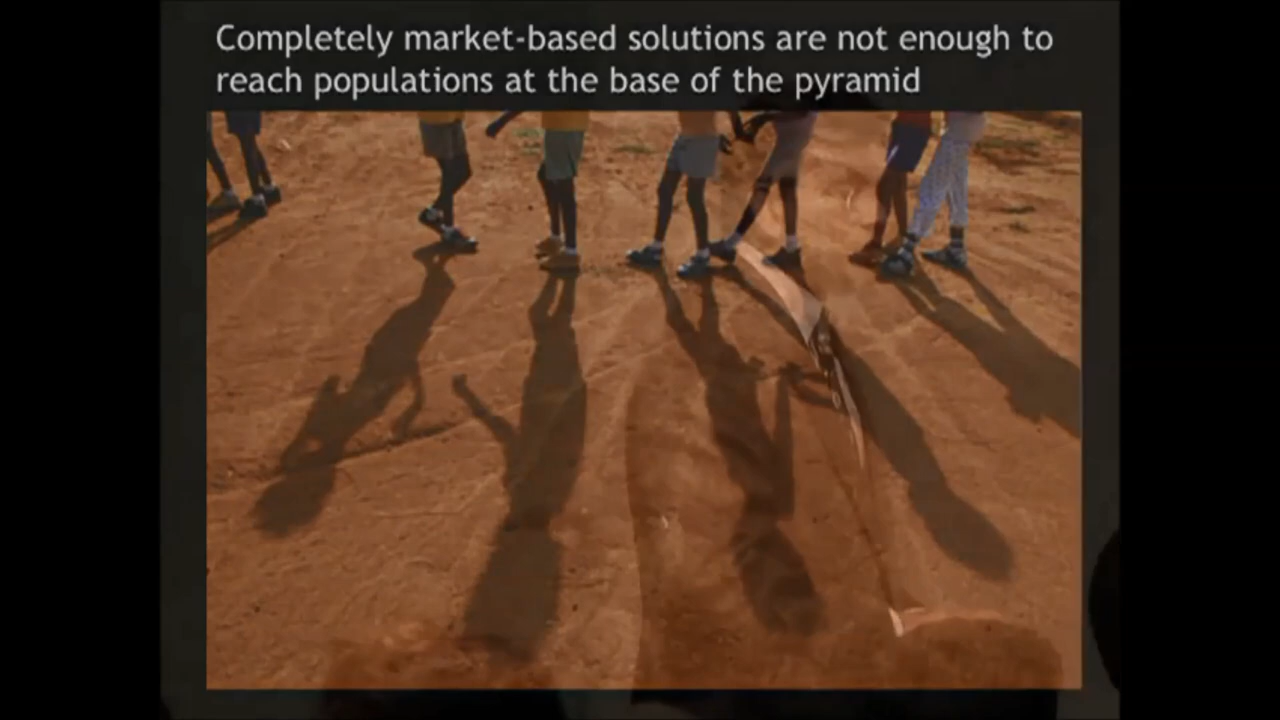 Completely market-based solutions are not enough to
reach populations at the base of the pyramid